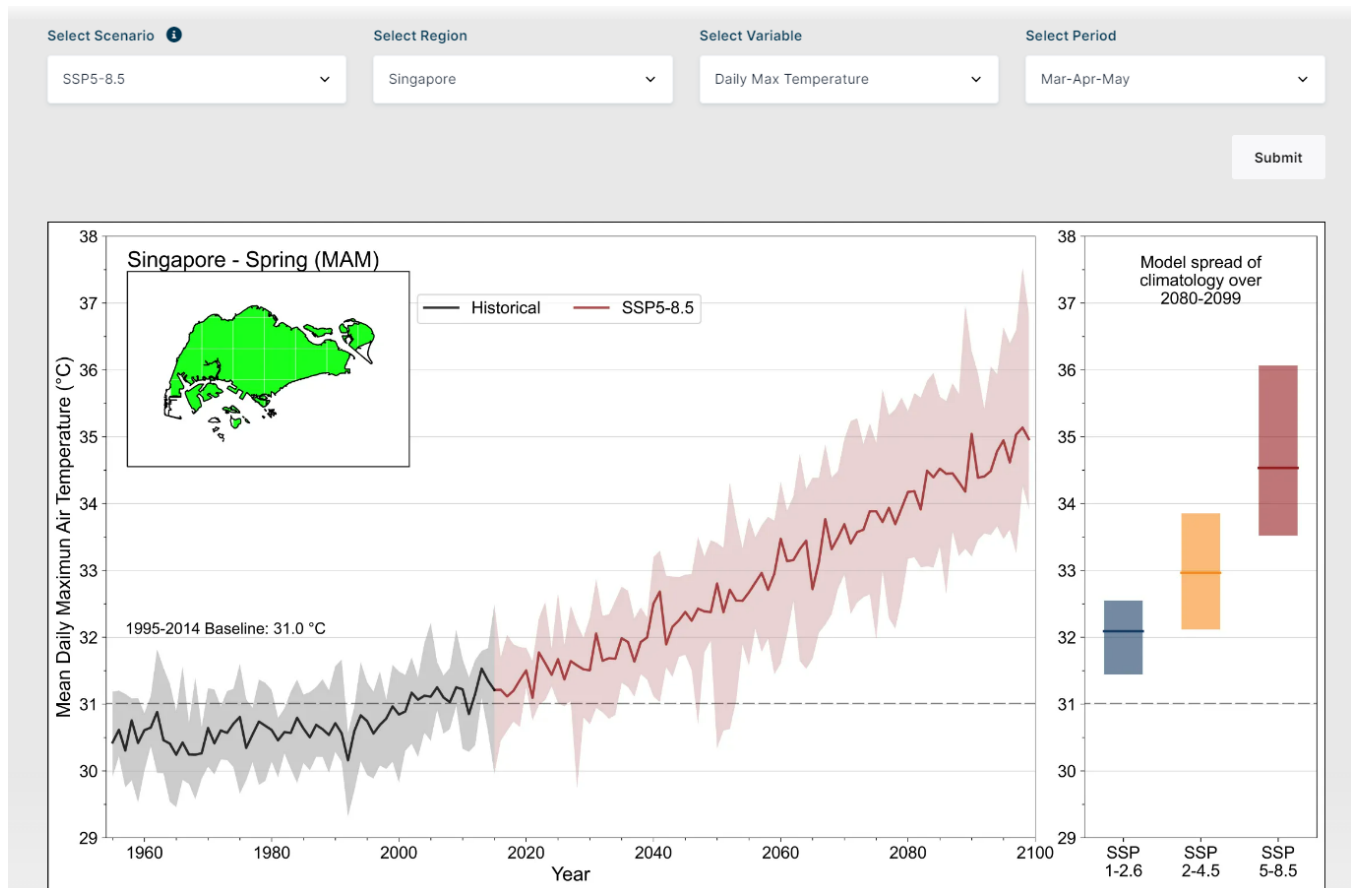 Select Scenario
Select Region
Select Variable
Select Period
SSP5-8.5
Singapore
Daily Max Temperature
Mar-Apr-May
Submit
Singapore - Spring (MAM)
Historical
SSP5-8.5
1995-2014 Baseline: 31.0 °C
Mean Daily Maximun Air Temperature (°C)
38
37
36
35
34
33
32
31
30
29
1960
1980
2000
2020
2040
2060
2080
2100
Year
Model spread of
climatology over
2080-2099
38
37
36
35
34
33
32
31
30
29
SSP
1-2.6
SSP
2-4.5
SSP
5-8.5